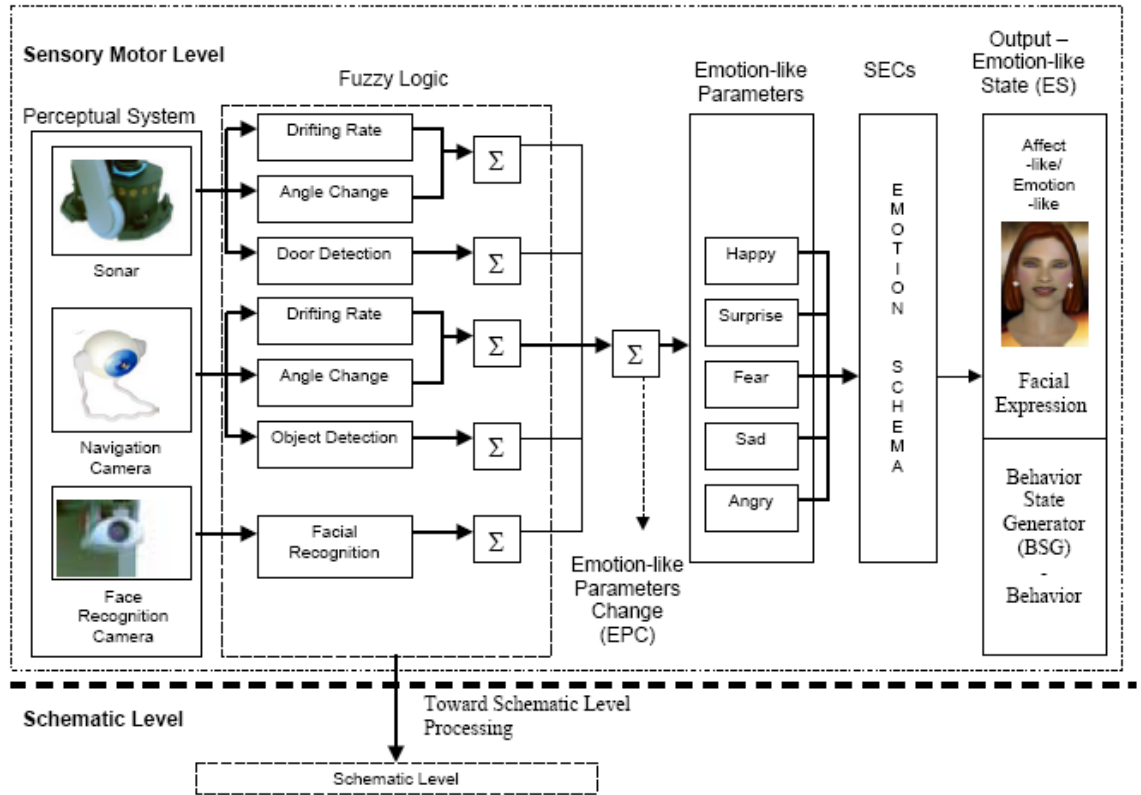 Sensory Motor Level
Perceptual System
Sonar
Navigation
Camera
Face
Recognition
Camera
Fuzzy Logic
Drifting Rate
Angle Change
Door Detection
Drifting Rate
Angle Change
Object Detection
Facial
Recognition
Σ
Σ
Σ
Σ
Σ
Σ
Emotion-like
Parameters
Change
(EPC)
Emotion-like
Parameters
Happy
Surprise
Fear
Sad
Angry
SECs
E
M
O
T
I
O
N
S
C
H
E
M
A
Output –
Emotion-like
State (ES)
Affect
-like/
Emotion
-like
Facial
Expression
Behavior
State
Generator
(BSG)
-
Behavior
Schematic Level
Toward Schematic Level
Processing
Schematic Level